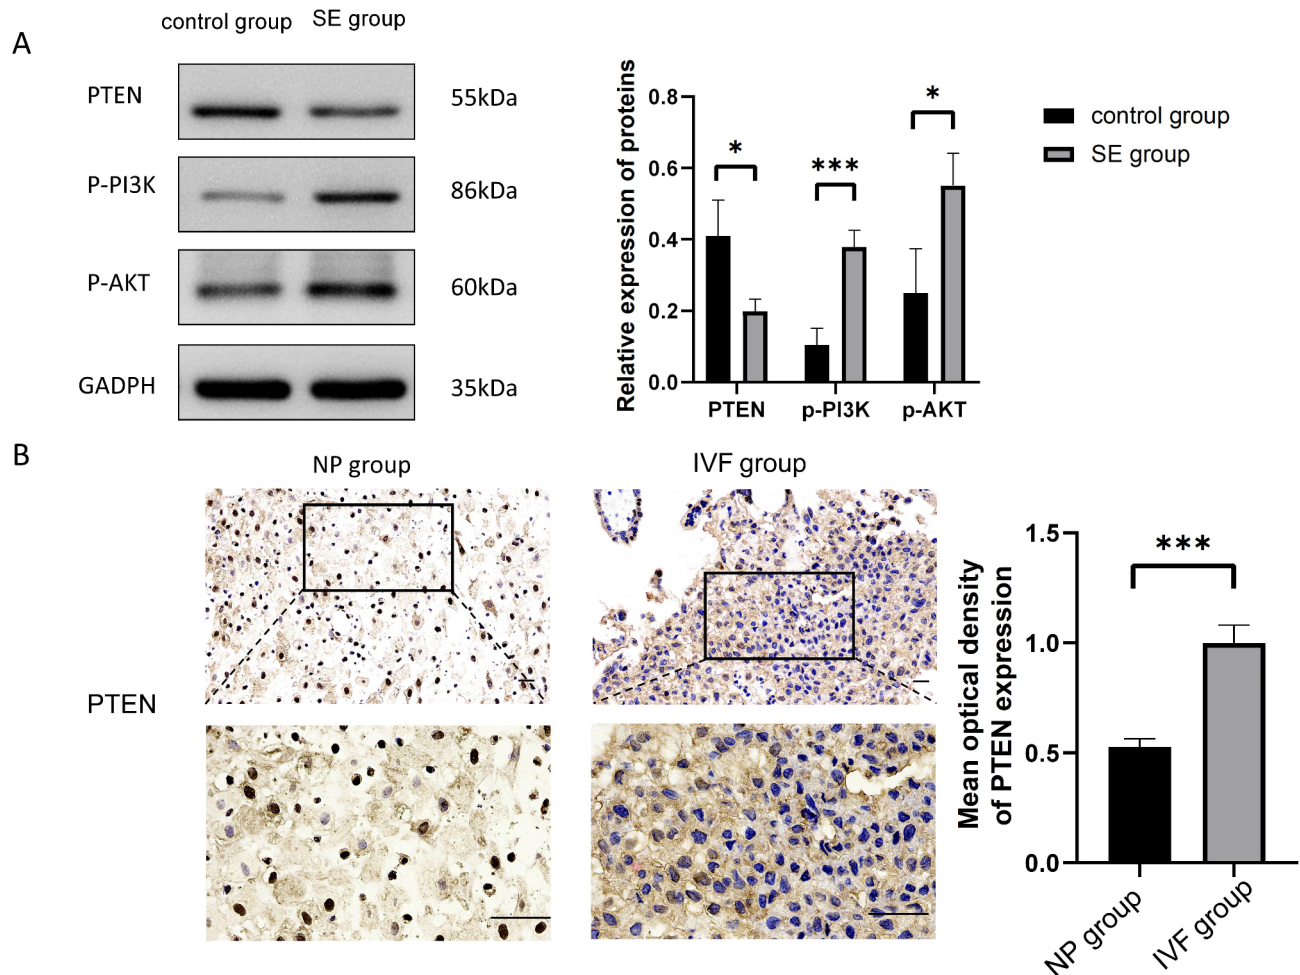 control group SE group
A
PTEN 55kDa
P-PI3K 86kDa
P-AKT 60kDa
GADPH 35kDa
Relative expression of proteins
0.8
0.6
0.4
0.2
0.0
* *** *
PTEN p-PI3K p-AKT
control group
SE group
B
NP group IVF group
PTEN
Mean optical density
of PTEN expression
1.5
1.0
0.5
0.0
***
NP group IVF group